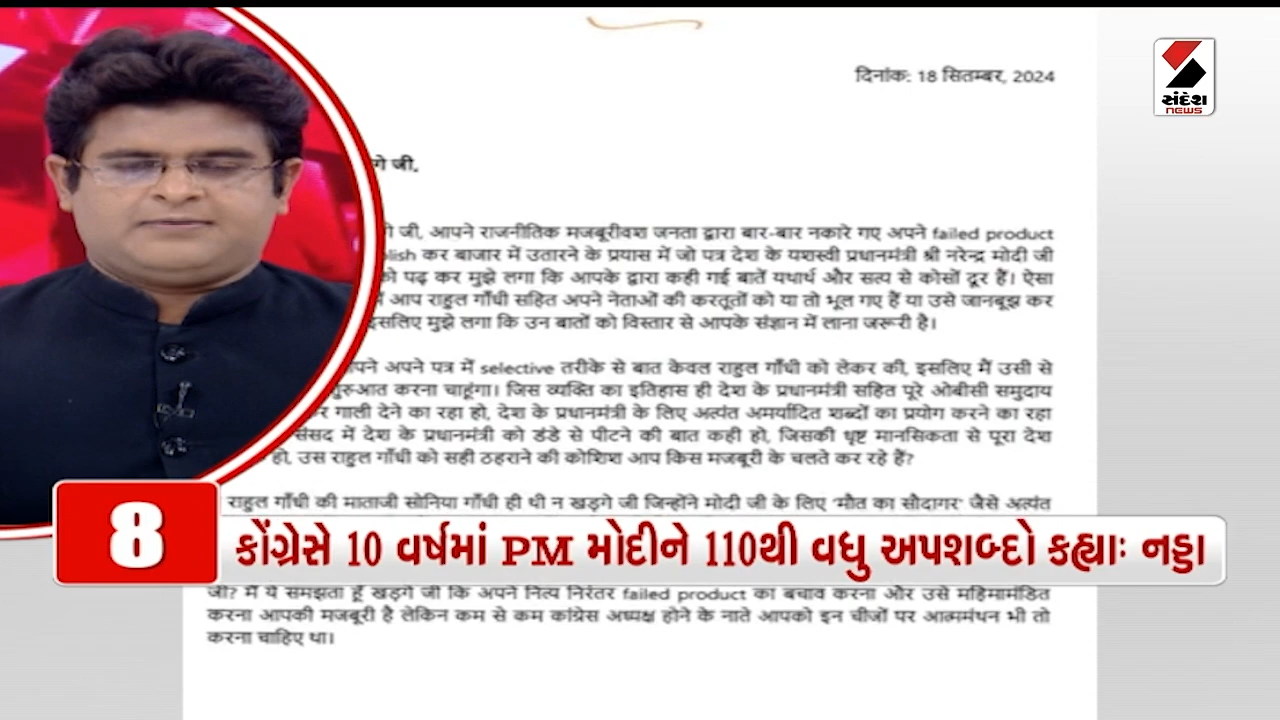 दिनांक: 18 सितम्बर, 2024
સંદેશ
NEWS
गे जी.
गे जी, आपने राजनीतिक मजबूरीवश जनता द्वारा बार-बार नकारे गए अपने failed product
lish कर बाजार में उतारने के प्रयास में जो पत्र देश के यशस्वी प्रधानमंत्री श्री नरेन्द्र मोदी जी
को पढ़ कर मुझे लगा कि आपके द्वारा कही गई बातें यथार्थ और सत्य से कोसों दूर हैं। ऐसा
में आप राहुल गाँधी सहित अपने नेताओं की करतूतों को या तो भूल गए हैं या उसे जानबूझ कर
इसलिए मुझे लगा कि उन बातों को विस्तार से आपके संज्ञान में लाना जरूरी है।
पने अपने पत्र में selective तरीके से बात केवल राहुल गाँधी को लेकर की, इसलिए मैं उसी से
शुरुआत करना चाहूंगा। जिस व्यक्ति का इतिहास ही देश के प्रधानमंत्री सहित पूरे ओबीसी समुदाय
र गाली देने का रहा हो, देश के प्रधानमंत्री के लिए अत्यंत अमर्यादित शब्दों का प्रयोग करने का रहा
संसद में देश के प्रधानमंत्री को डंडे से पीटने की बात कही हो, जिसकी धृष्ट मानसिकता से पूरा देश
हो, उस राहुल गाँधी को सही ठहराने की कोशिश आप किस मजबूरी के चलते कर रहे हैं?
राहुल गाँधी की माताजी सोनिया गाँधी ही थी न खड़गे जी जिन्होंने मोदी जी के लिए 'मौत का सौदागर' जैसे अत्यंत
8
કોંગ્રેસે 10 વર્ષમાં PM મોદીને 110થી વધુ અપશબ્દો કહ્યાઃ નડ્ડા
जी? मैं ये समझता हूँ खड़गे जी कि अपने नित्य निरंतर failed product का बचाव करना और उसे महिमामंडित
करना आपकी मजबूरी है लेकिन कम से कम कांग्रेस अध्यक्ष होने के नाते आपको इन चीजों पर आत्ममंथन भी तो
करना चाहिए था।